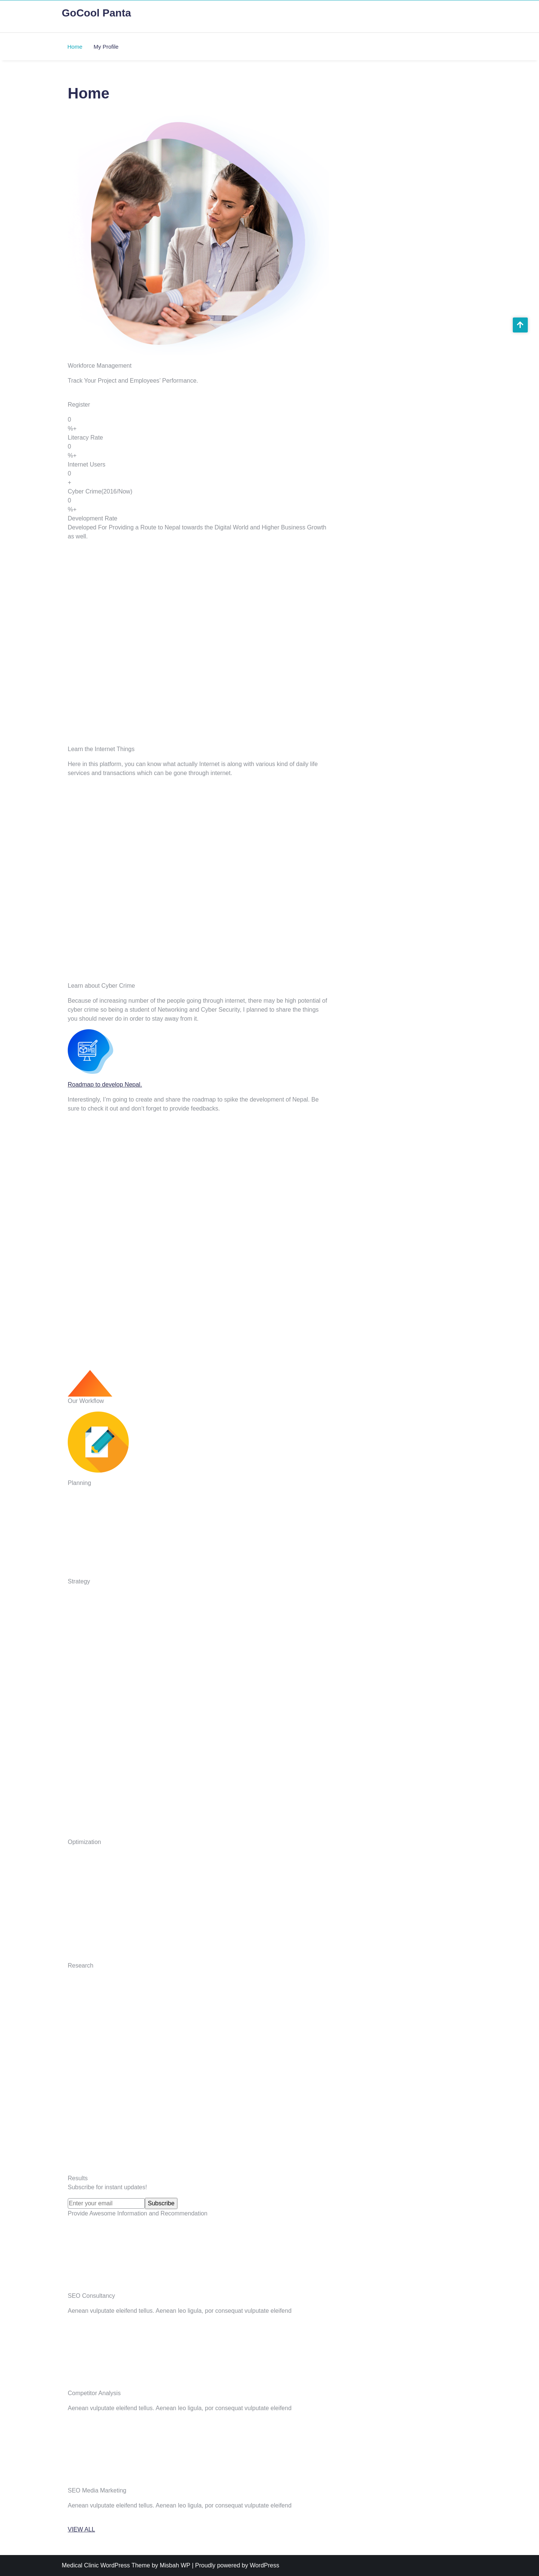 GoCool Panta
Home
My Profile
Home
Workforce Management
Track Your Project and Employees' Performance.
Register
0
%+
Literacy Rate
0
%+
Internet Users
0
+
Cyber Crime(2016/Now)
0
%+
Development Rate
Developed For Providing a Route to Nepal towards the Digital World and Higher Business Growth
as well.
Learn the Internet Things
Here in this platform, you can know what actually Internet is along with various kind of daily life
services and transactions which can be gone through internet.
Learn about Cyber Crime
Because of increasing number of the people going through internet, there may be high potential of
cyber crime so being a student of Networking and Cyber Security, I planned to share the things
you should never do in order to stay away from it.
Roadmap to develop Nepal.
Interestingly, I'm going to create and share the roadmap to spike the development of Nepal. Be
sure to check it out and don't forget to provide feedbacks.
Our Workflow
Planning
Strategy
Optimization
Research
Results
Subscribe for instant updates!
Enter your email
Subscribe
Provide Awesome Information and Recommendation
SEO Consultancy
Aenean vulputate eleifend tellus. Aenean leo ligula, por consequat vulputate eleifend
Competitor Analysis
Aenean vulputate eleifend tellus. Aenean leo ligula, por consequat vulputate eleifend
SEO Media Marketing
Aenean vulputate eleifend tellus. Aenean leo ligula, por consequat vulputate eleifend
VIEW ALL
Medical Clinic WordPress Theme by Misbah WP | Proudly powered by WordPress